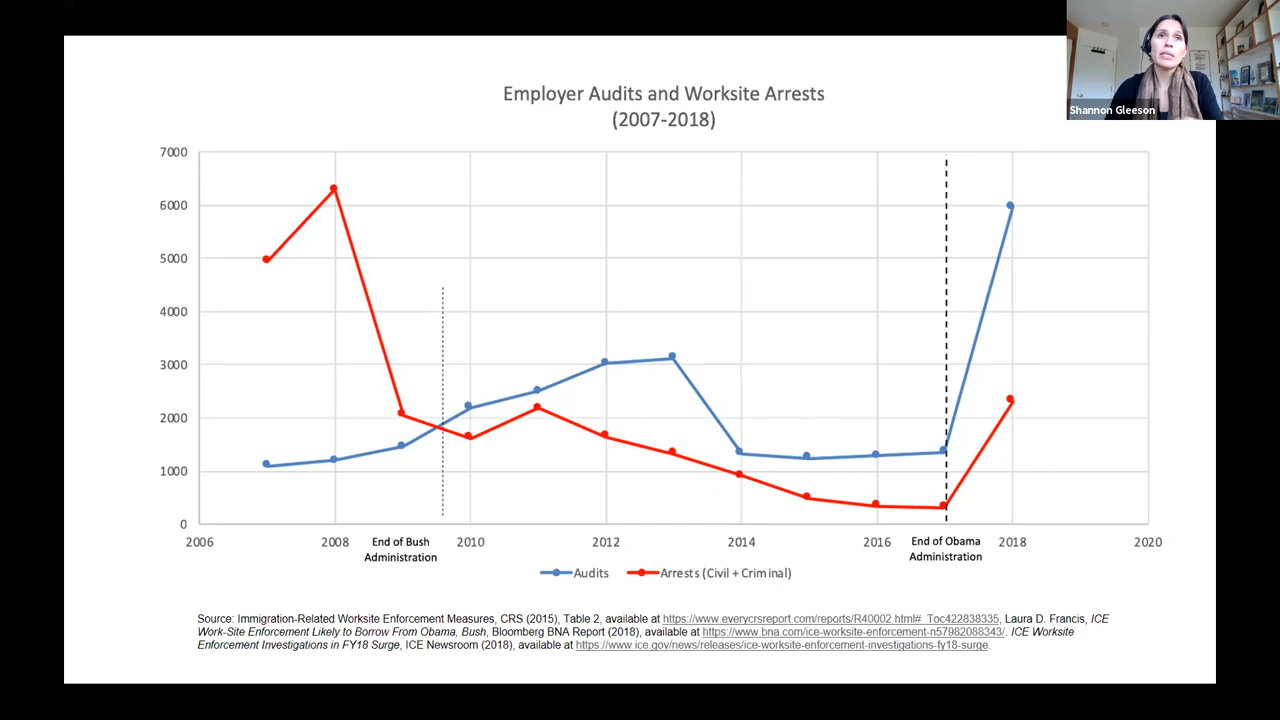 Shannon Gleeson
Employer Audits and Worksite Arrests
(2007-2018)
7000
6000
5000
4000
3000
2000
1000
0
2006
2008
End of Bush
Administration
2010
2012
2014
2016
End of Obama
Administration
2018
2020
Audits
Arrests (Civil + Criminal)
Source: Immigration-Related Worksite Enforcement Measures, CRS (2015), Table 2, available at https://www.everycrsreport.com/reports/R40002.html#_Toc422838335, Laura D. Francis, ICE
Work-Site Enforcement Likely to Borrow From Obama, Bush, Bloomberg BNA Report (2018), available at https://www.bna.com/ice-worksite-enforcement-n57982088343/. ICE Worksite
Enforcement Investigations in FY18 Surge, ICE Newsroom (2018), available at https://www.ice.gov/news/releases/ice-worksite-enforcement-investigations-fy18-surge.